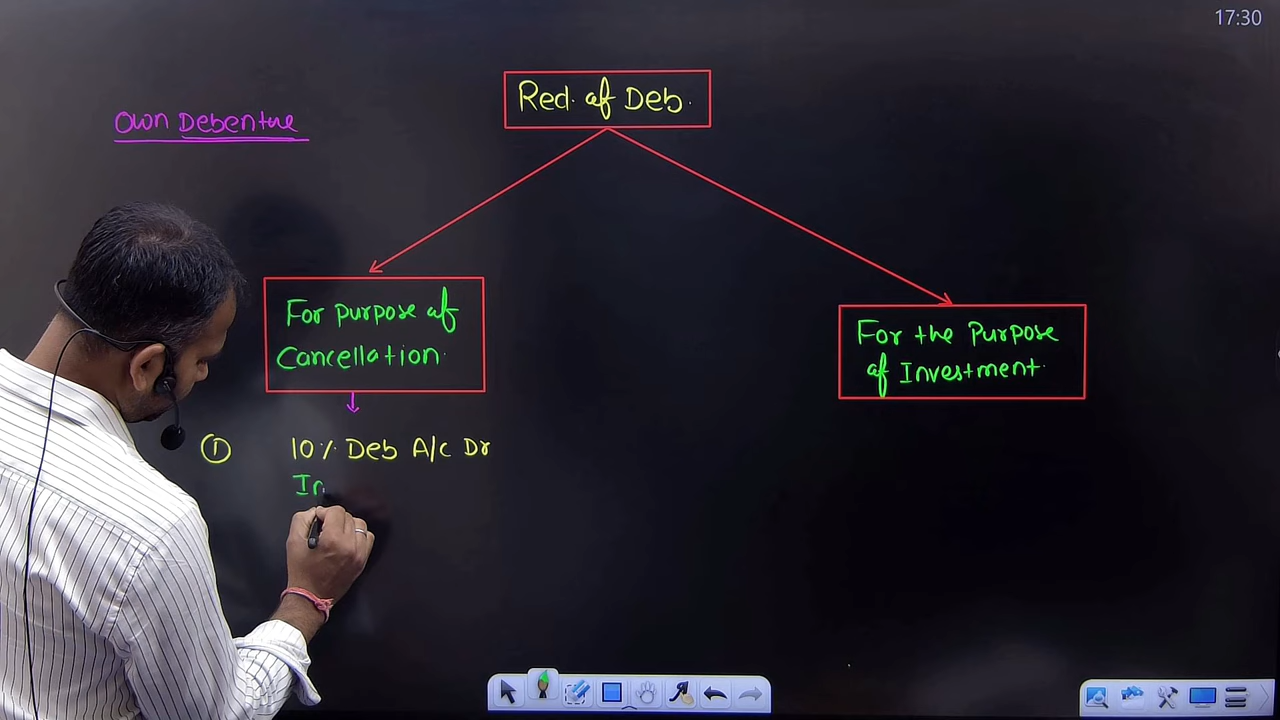 17:30
Red. of Deb.
Own Debenture
For purpose of
Cancellation.
For the Purpose
of Investment.
① 10% Deb A/c Dr
In